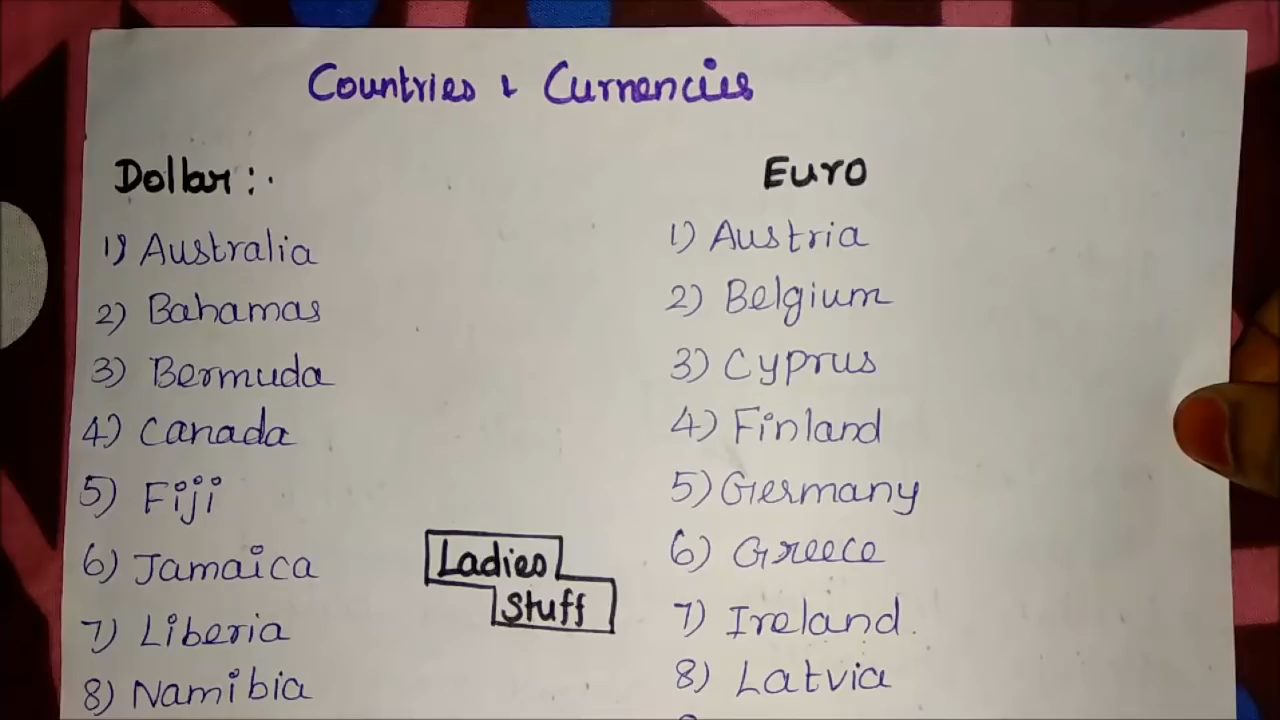 Countries & Currencies
Dollar :.
1) Australia
2) Bahamas
3) Bermuda
4) Canada
5) Fiji
6) Jamaica
7) Liberia
8) Namibia
Ladies
Stuff
Euro
1) Austria
2) Belgium
3) Cyprus
4) Finland
5) Germany
6) Greece
7) Ireland.
8) Latvia